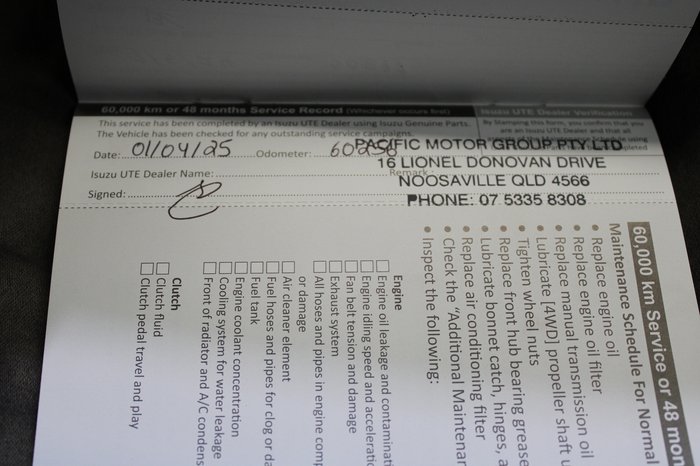 60,000 km or 48 months Service Record (Whichever occurs first)
Isuzu UTE Dealer Verification
This service has been completed by an Isuzu UTE Dealer using Isuzu Genuine Parts.
The Vehicle has been checked for any outstanding service campaigns.
By Stamping this form, you confirm that you
are an Isuzu UTE Dealer and that all
aspects of the Maintenance Schedule using
Date: 01/04/25 Odometer:
PACIFIC MOTOR GROUP PTY LTD
16 LIONEL DONOVAN DRIVE
Isuzu UTE Dealer Name: Remark
NOOSAVILLE QLD 4566
Signed:
PHONE: 07 5335 8308
60,000 km Service or 48 mon
Maintenance Schedule For Normal
• Replace engine oil
• Replace engine oil filter
• Replace manual transmission oil
• Lubricate [4WD] propeller shaft u
• Tighten wheel nuts
• Replace front hub bearing grease
• Lubricate bonnet catch, hinges, a
• Replace air conditioning filter
• Check the "Additional Maintenan
• Inspect the following:
Engine
Engine oil leakage and contaminat
Engine idling speed and acceleratio
Fan belt tension and damage
Exhaust system
All hoses and pipes in engine comp
or damage
Air cleaner element
Fuel hoses and pipes for clog or da
Fuel tank
Engine coolant concentration
Cooling system for water leakage
Front of radiator and A/C condens
Clutch
Clutch fluid
Clutch pedal travel and play